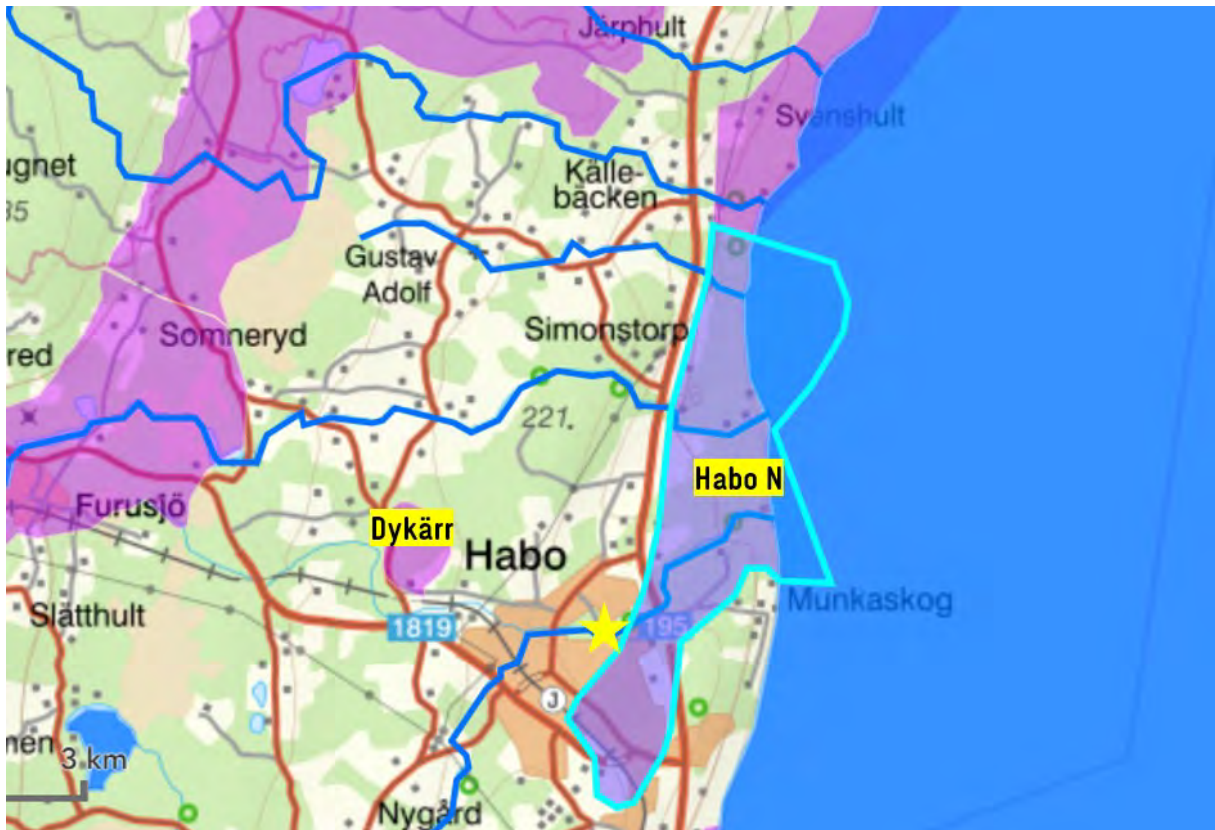 Järphult
Svanshult
ugnet
Källe-
bäcken
35
Gustav
Adolf
Somneryd
Simonstorp
red
221.
Habo N
Furusjö
Dykärr
Habo
Slätthult
1819
195
Munkaskog
J
men
3 km
Nygård